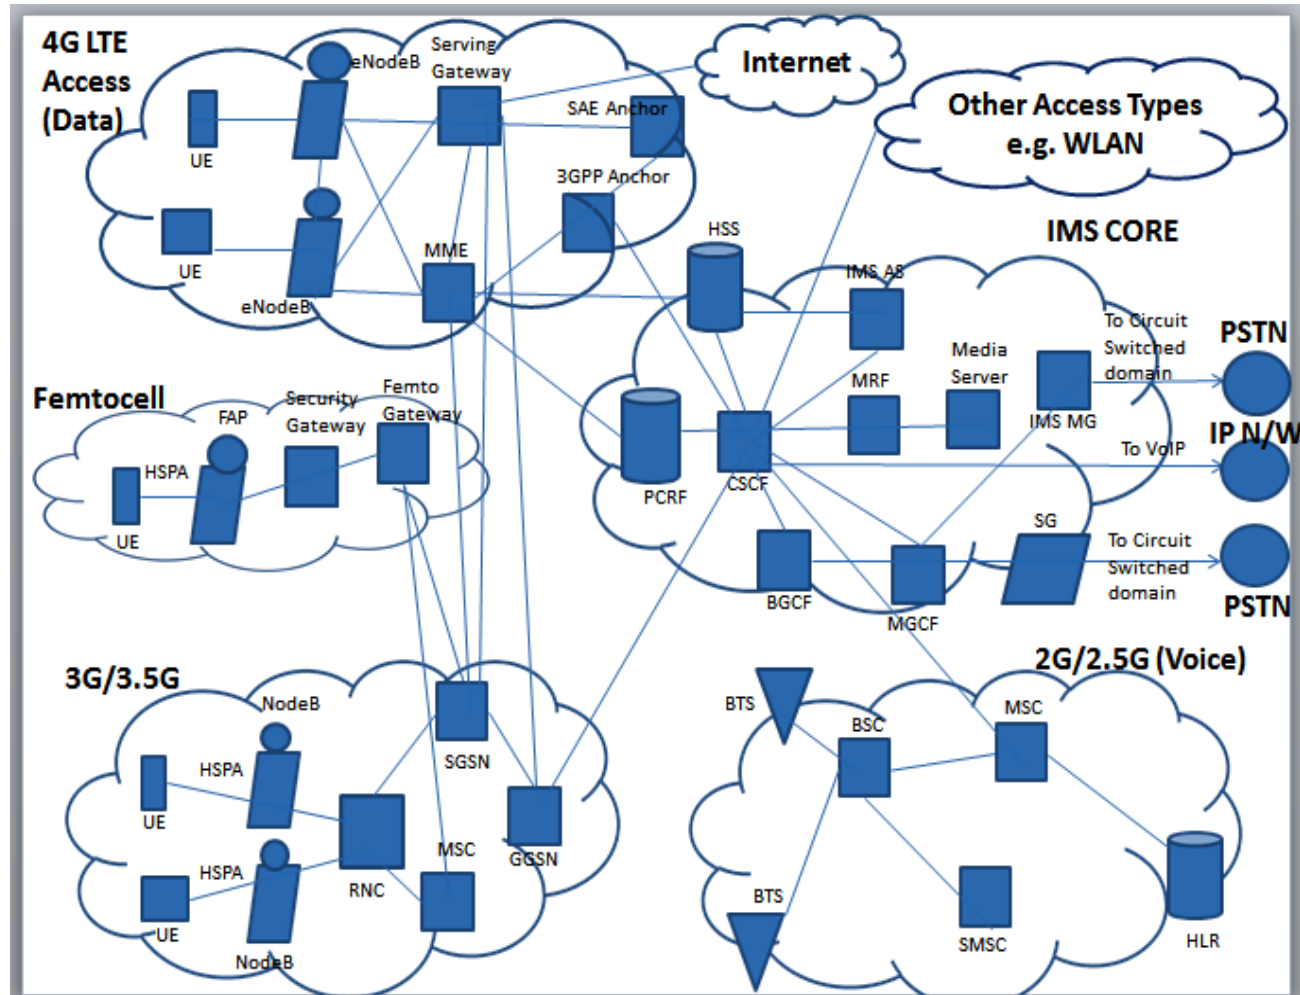 4G LTE
Access
(Data)
eNodeB
Serving
Gateway
Internet
Other Access Types
e.g. WLAN
SAE Anchor
UE
3GPP Anchor
UE
eNodeB
MME
HSS
IMS CORE
IMS AS
To Circuit
Switched
domain
PSTN
Media
Server
MRF
IMS MG
IP N/W
To VoIP
PCRF
CSCF
SG
To Circuit
Switched
domain
BGCF
MGCF
PSTN
Femtocell
FAP
Security
Gateway
Femto
Gateway
HSPA
UE
3G/3.5G
NodeB
HSPA
SGSN
UE
MSC
GGSN
HSPA
RNC
UE
NodeB
2G/2.5G (Voice)
BTS
BSC
MSC
BTS
SMSC
HLR